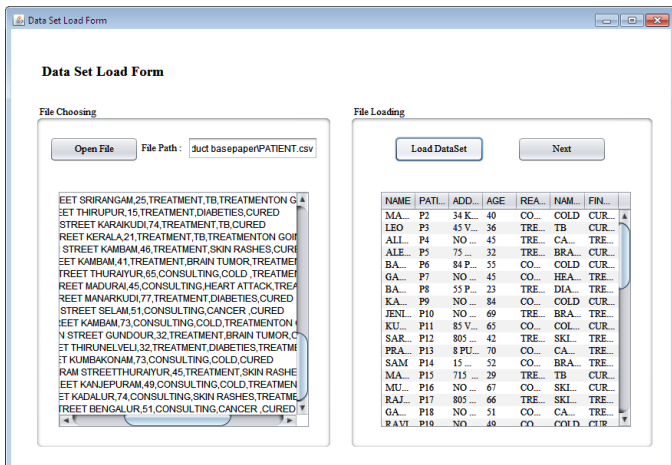 Data Set Load Form
Data Set Load Form
File Choosing
Open File File Path : duct basepaper\PATIENT.csv
EET SRIRANGAM,25,TREATMENT,TB,TREATMENTON G
EET THIRUPUR,15,TREATMENT,DIABETIES,CURED
STREET KARAIKUDI,74,TREATMENT,TB,CURED
REET KERALA,21,TREATMENT,TB,TREATMENTON GOI
STREET KAMBAM,46,TREATMENT,SKIN RASHES,CURE
EET KAMBAM,41,TREATMENT,BRAIN TUMOR,TREATME
TREET THURAIYUR,65,CONSULTING,COLD ,TREATMEN
STREET MADURAI,45,CONSULTING,HEART ATTACK,TREA
REET MANARKUDI,77,TREATMENT,DIABETIES,CURED
STREET SELAM,51,CONSULTING,CANCER ,CURED
EET KAMBAM,73,CONSULTING,COLD,TREATMENTON
N STREET GUNDOUR,32,TREATMENT,BRAIN TUMOR,C
ET THIRUNELVELI,32,TREATMENT,DIABETIES,TREATME
ET KUMBAKONAM,73,CONSULTING,COLD,CURED
RAM STREETTHURAIYUR,45,TREATMENT,SKIN RASHE
EET KANJEPURAM,49,CONSULTING,COLD,TREATMEN
ET KADALUR,74,CONSULTING,SKIN RASHES,TREATME
TREET BENGALUR,51,CONSULTING,CANCER ,CURED
File Loading
Load DataSet Next
NAME PATI... ADD... AGE REA... NAM... FIN...
MA... P2 34 K... 40 CO... COLD CUR...
LEO P3 45 V... 36 TRE... TB CUR...
ALI... P4 NO ... 45 TRE... CA... TRE...
ALE... P5 75 ... 32 TRE... BRA... CUR...
BA... P6 84 P... 55 CO... COLD CUR...
GA... P7 NO ... 45 CO... HEA... TRE...
BA... P8 55 P... 23 TRE... DIA... TRE...
KA... P9 NO ... 84 CO... COLD CUR...
JENI... P10 NO ... 69 TRE... BRA... TRE...
KU... P11 85 V... 65 CO... COL... CUR...
SAR... P12 805 ... 42 TRE... SKI... TRE...
PRA... P13 8 PU... 70 CO... CA... TRE...
SAM P14 15 ... 52 CO... BRA... TRE...
MA... P15 715 ... 29 TRE... TB TRE...
MU... P16 NO ... 67 CO... SKI... CUR...
RAJ... P17 805 ... 66 TRE... SKI... TRE...
GA... P18 NO ... 51 CO... CA... TRE...
RAVI P19 NO ... 49 CO... COLD CUR...